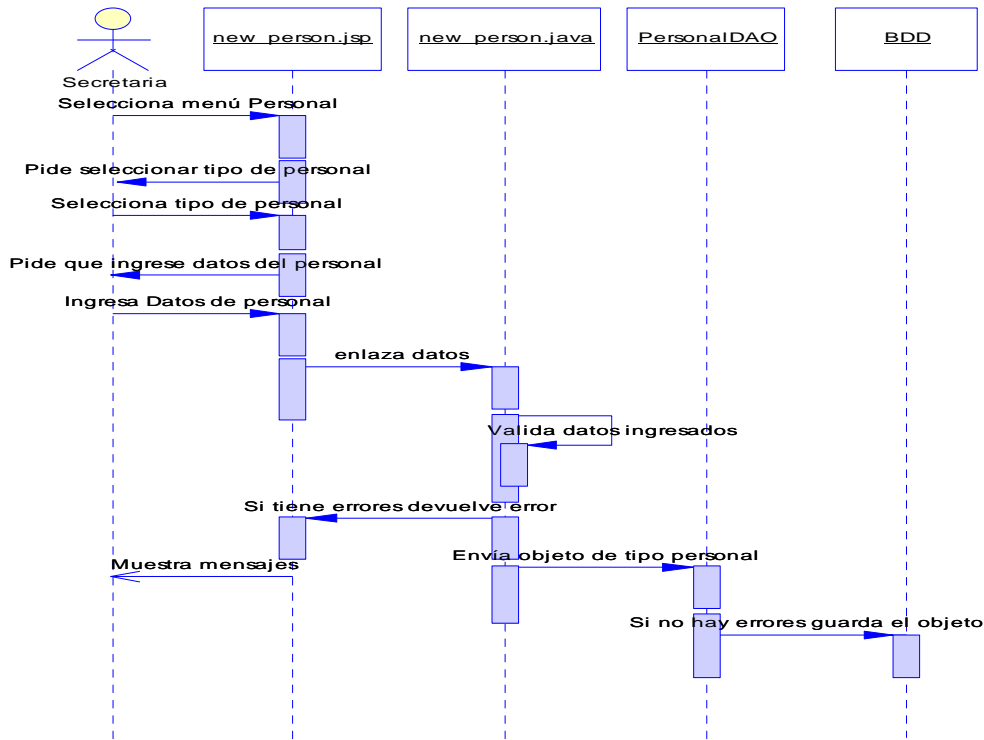 new_person.jsp
new_person.java
PersonalDAO
BDD
Secretaria
Selecciona menú Personal
Pide seleccionar tipo de personal
Selecciona tipo de personal
Pide que ingrese datos del personal
Ingresa Datos de personal
enlaza datos
Valida datos ingresados
Si tiene errores devuelve error
Envía objeto de tipo personal
Muestra mensajes
Si no hay errores guarda el objeto